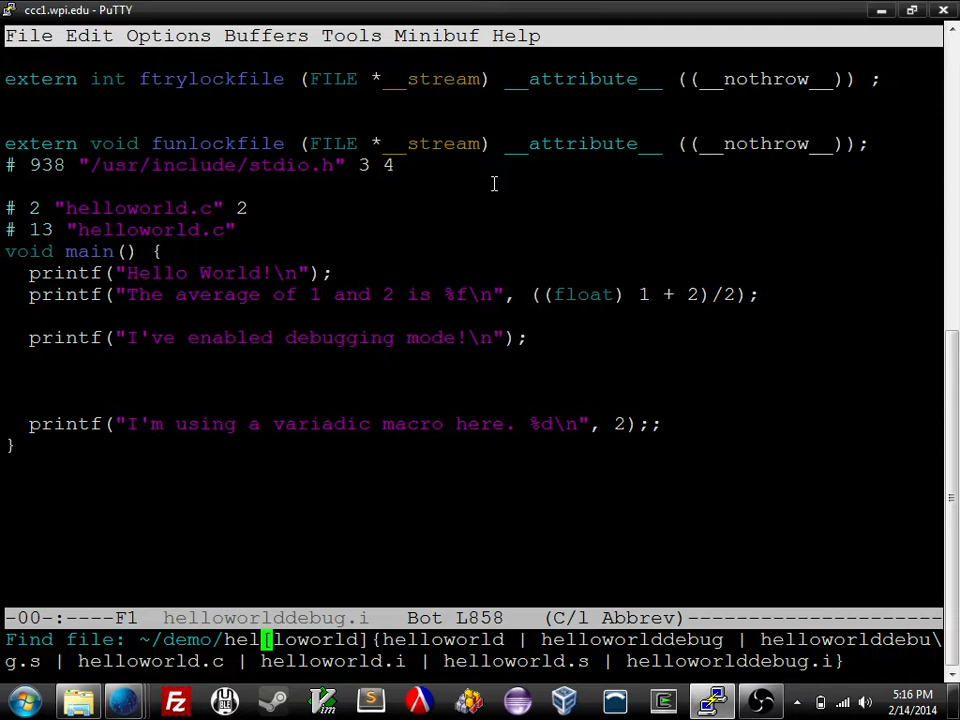 ccc1.wpi.edu - PuTTY
File Edit Options Buffers Tools Minibuf Help
extern int ftrylockfile (FILE *__stream) __attribute__ ((__nothrow__)) ;
extern void funlockfile (FILE *__stream) __attribute__ ((__nothrow__));
# 938 "/usr/include/stdio.h" 3 4
# 2 "helloworld.c" 2
# 13 "helloworld.c"
void main() {
  printf("Hello World!\n");
  printf("The average of 1 and 2 is %f\n", ((float) 1 + 2)/2);
  printf("I've enabled debugging mode!\n");
  printf("I'm using a variadic macro here. %d\n", 2);;
}
-00-:----F1  helloworlddebug.i   Bot L858   (C/l Abbrev)---------------------
Find file: ~/demo/hel[loworld]{helloworld | helloworlddebug | helloworlddebu\
g.s | helloworld.c | helloworld.i | helloworld.s | helloworlddebug.i}
5:16 PM
2/14/2014